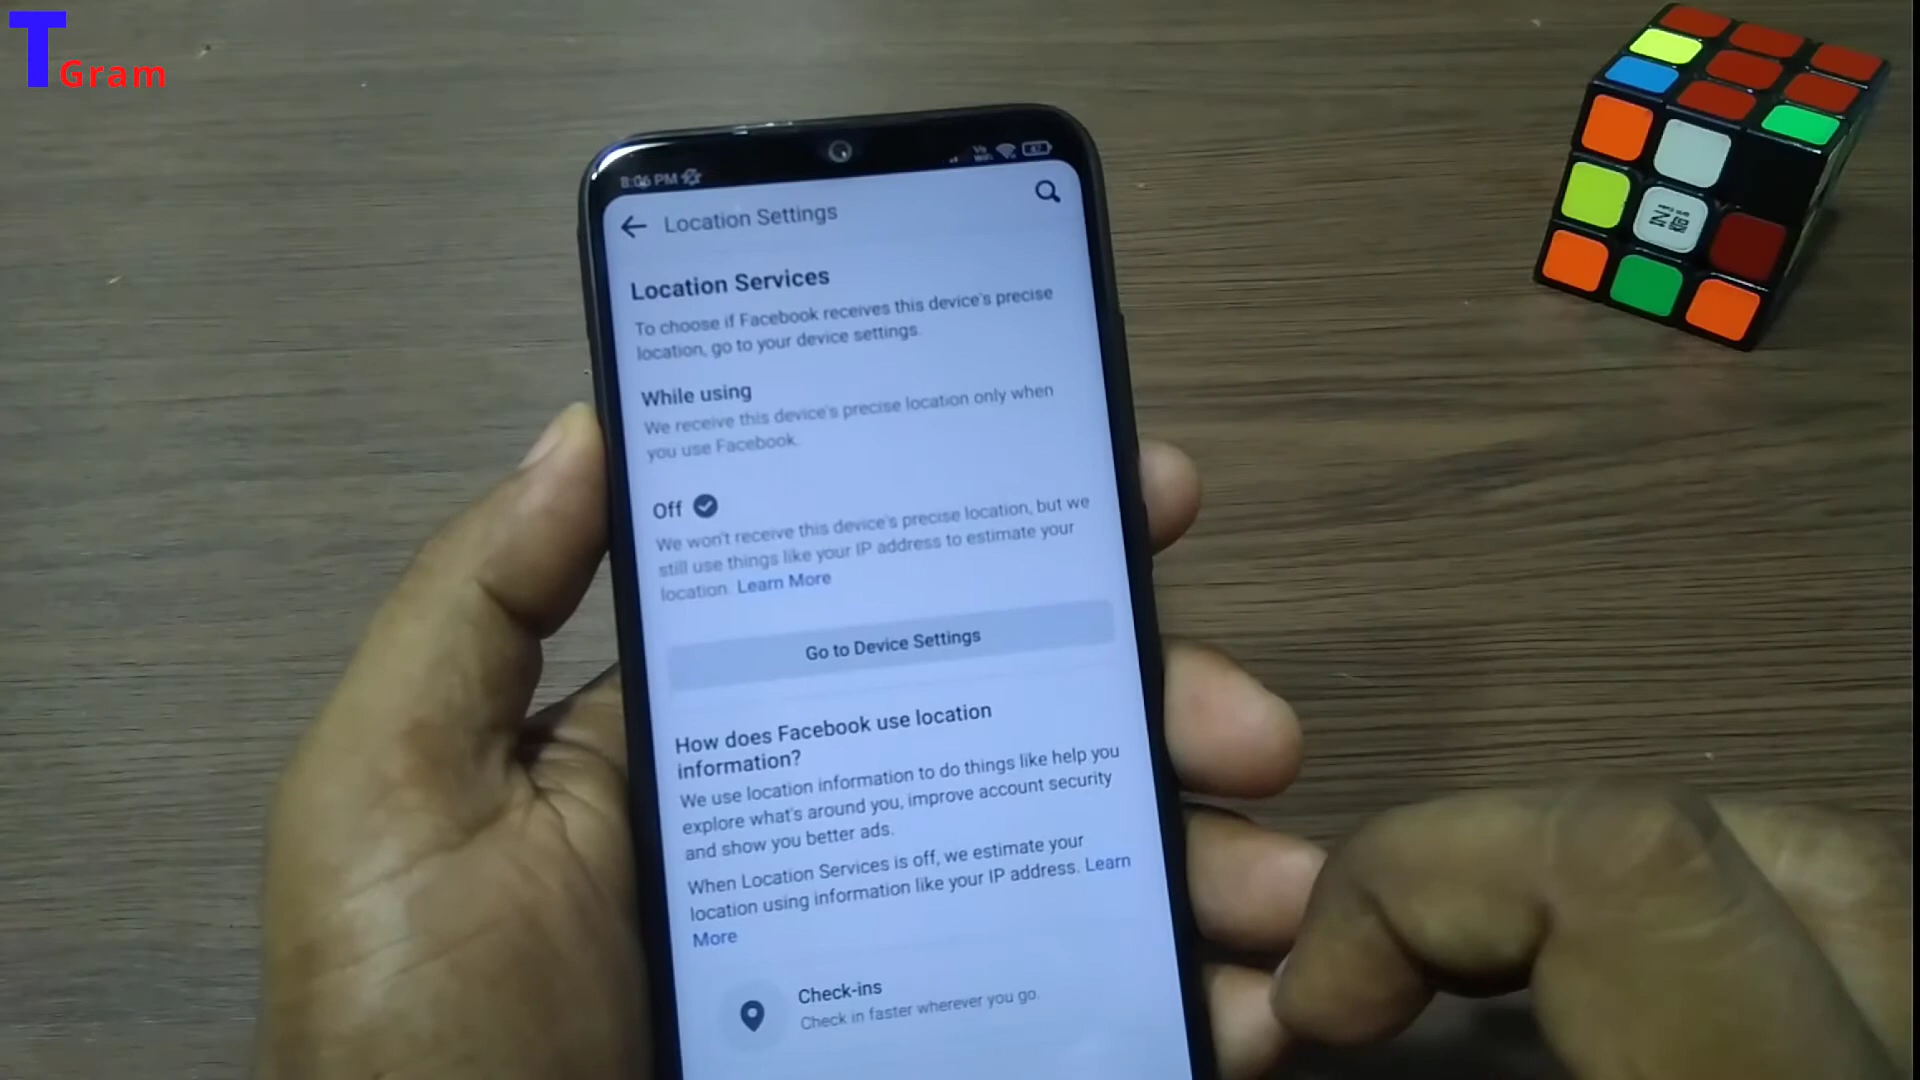 T
Gram
8:06 PM
Location Settings
Location Services
To choose if Facebook receives this device's precise
location, go to your device settings.
While using
We receive this device's precise location only when
you use Facebook.
Off
We won't receive this device's precise location, but we
still use things like your IP address to estimate your
location. Learn More
Go to Device Settings
How does Facebook use location
information?
We use location information to do things like help you
explore what's around you, improve account security
and show you better ads.
When Location Services is off, we estimate your
location using information like your IP address. Learn
More
Check-ins
Check in faster wherever you go.